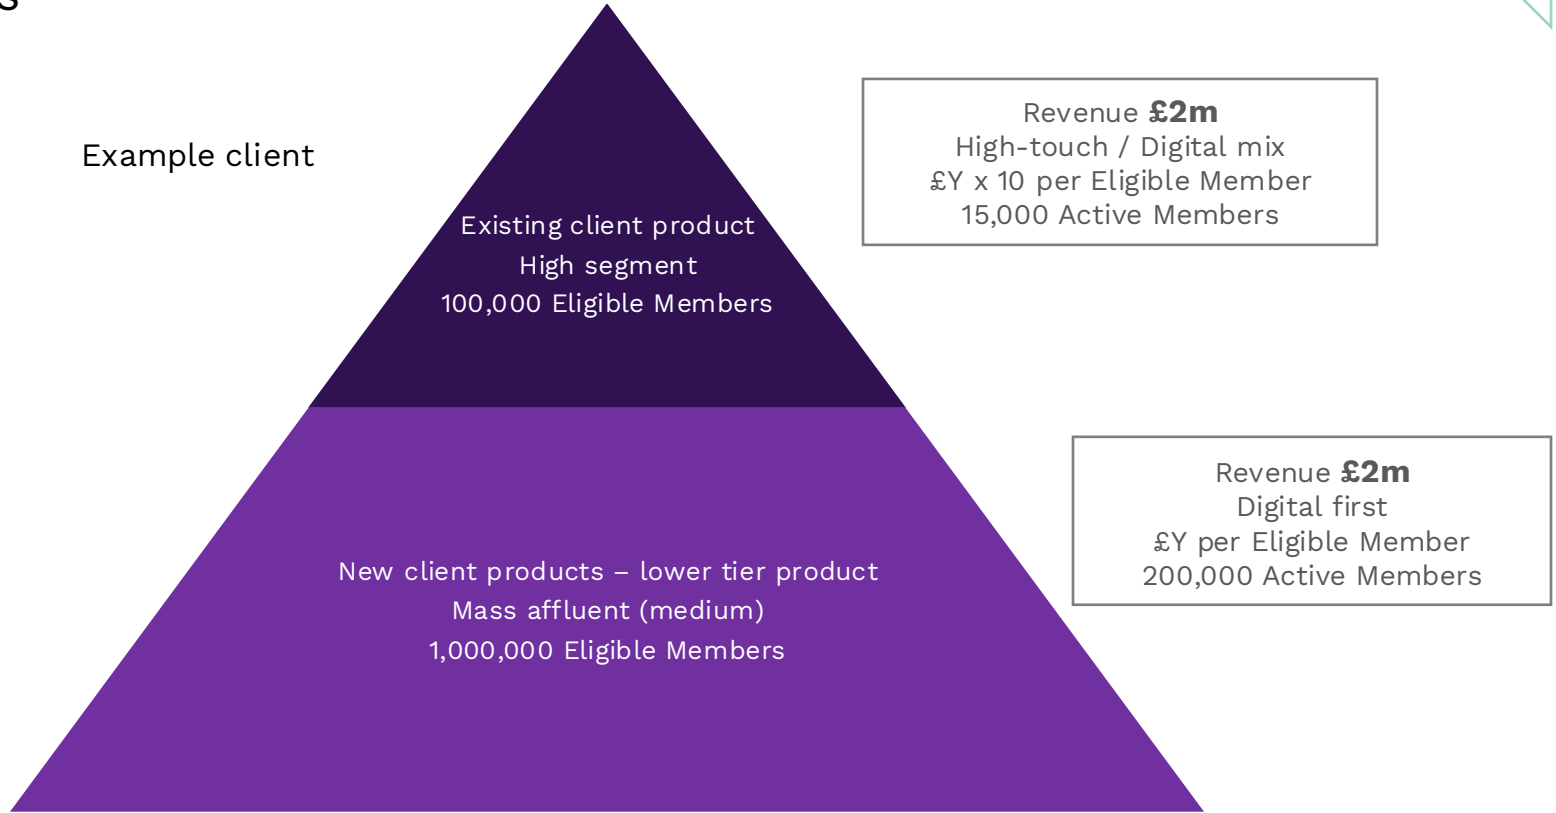 Example client
Existing client product
High segment
100,000 Eligible Members
Revenue £2m
High-touch / Digital mix
£Y x 10 per Eligible Member
15,000 Active Members
New client products – lower tier product
Mass affluent (medium)
1,000,000 Eligible Members
Revenue £2m
Digital first
£Y per Eligible Member
200,000 Active Members